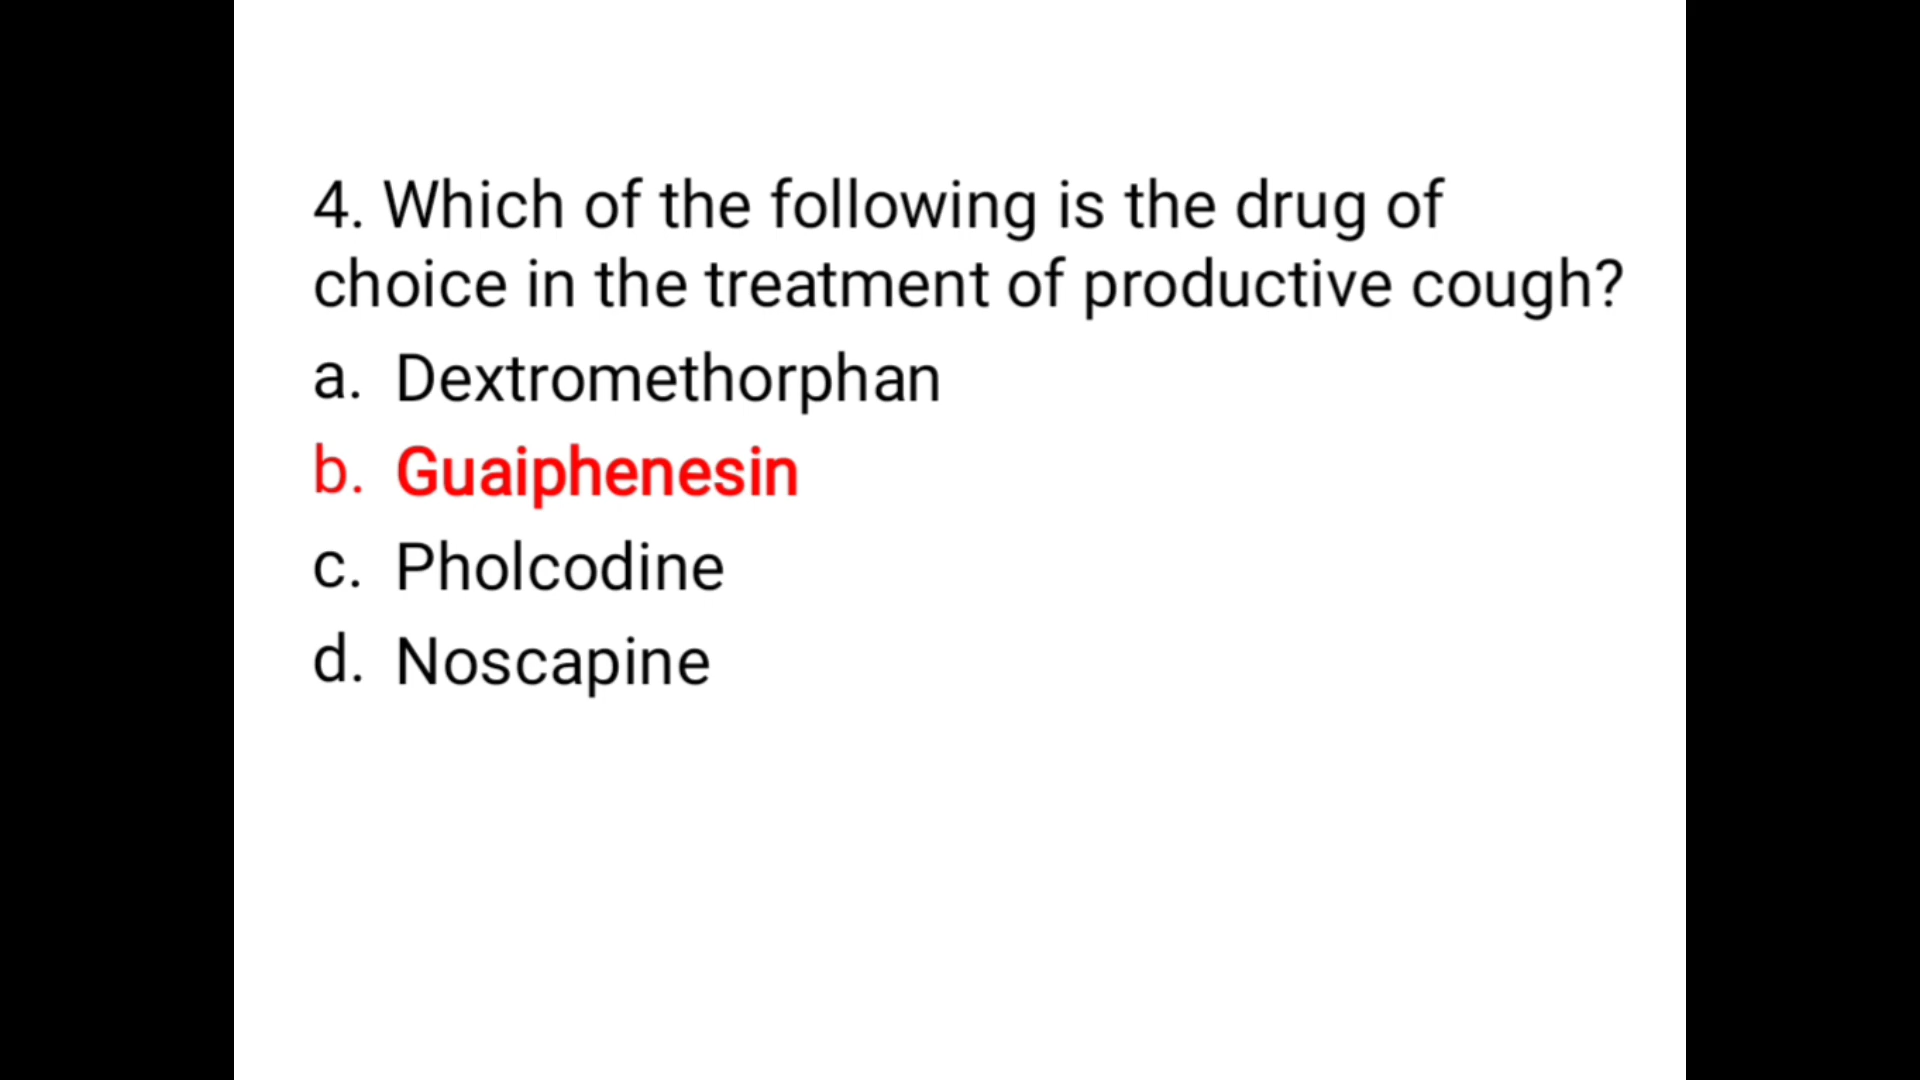 4. Which of the following is the drug of
choice in the treatment of productive cough?
a. Dextromethorphan
b. Guaiphenesin
c. Pholcodine
d. Noscapine